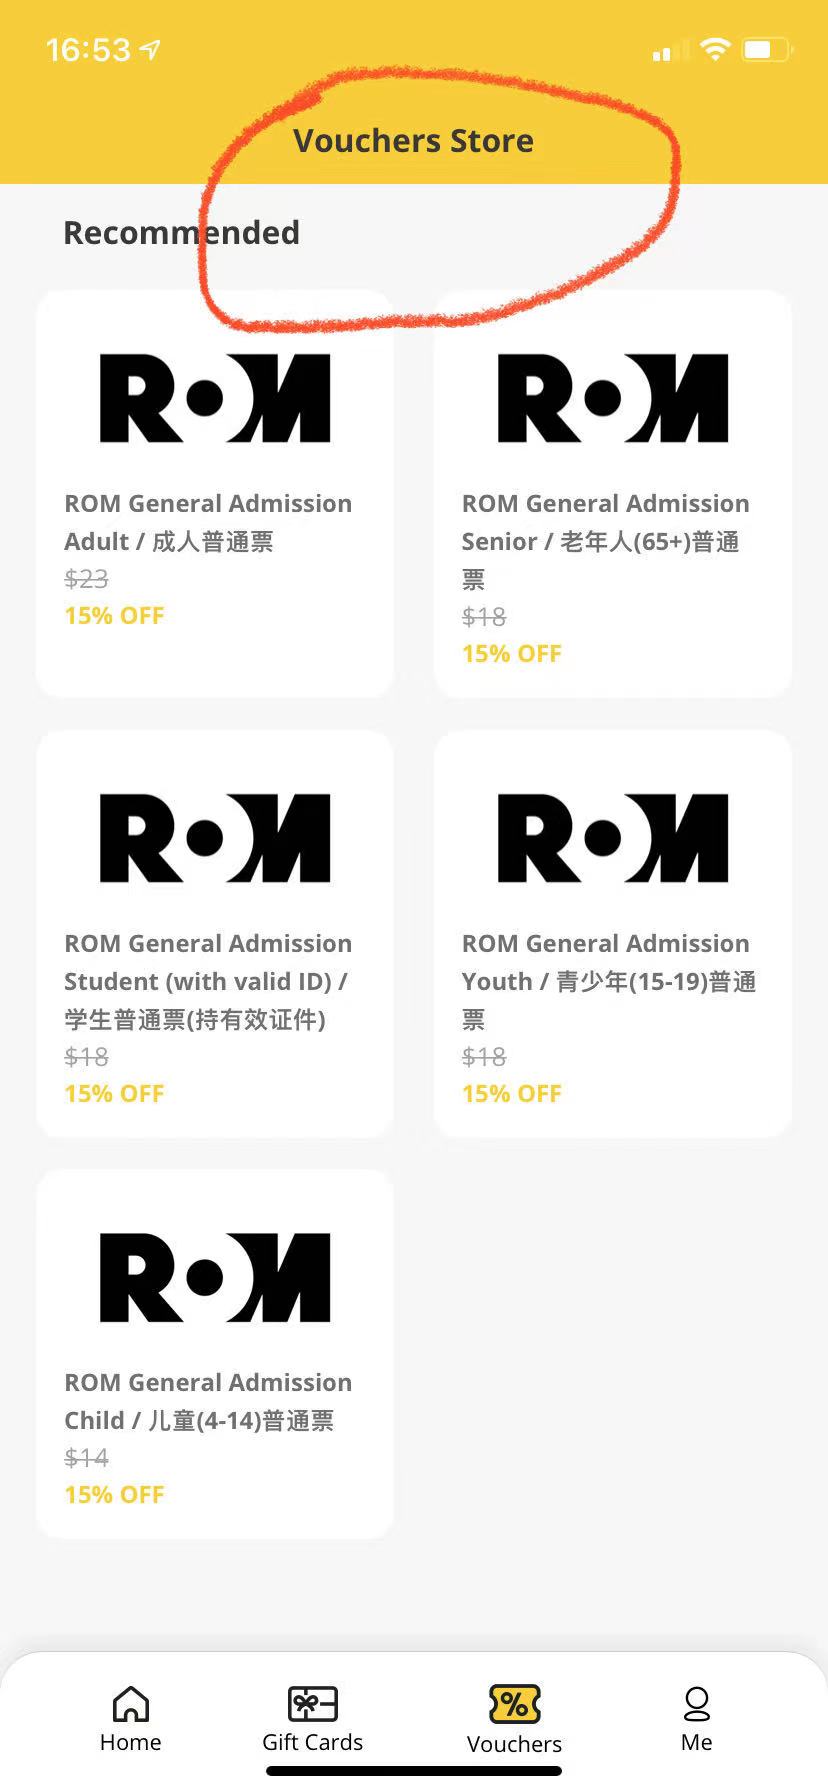 16:53
Vouchers Store
Recommended
ROM
ROM General Admission
Adult / 成人普通票
$23
15% OFF
ROM
ROM General Admission
Senior / 老年人(65+)普通
票
$18
15% OFF
ROM
ROM General Admission
Student (with valid ID) /
学生普通票(持有效证件)
$18
15% OFF
ROM
ROM General Admission
Youth / 青少年(15-19)普通
票
$18
15% OFF
ROM
ROM General Admission
Child / 儿童(4-14)普通票
$14
15% OFF
%
Home
Gift Cards
Vouchers
Me